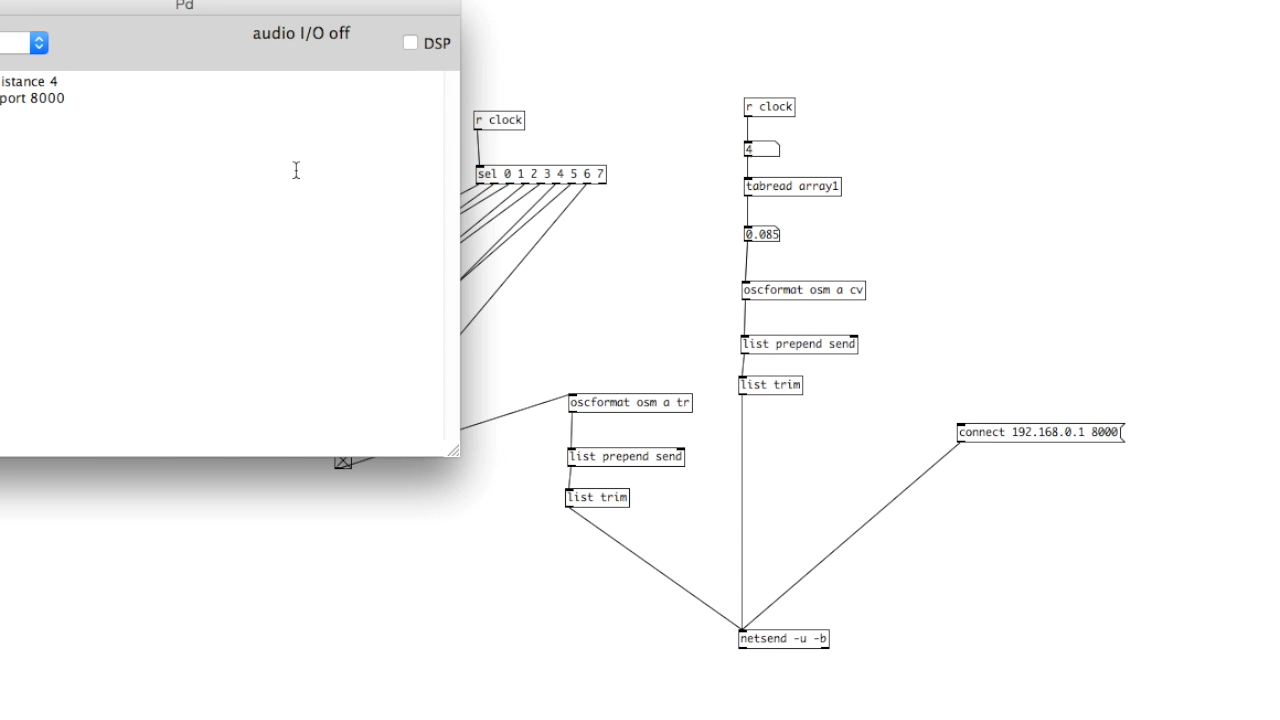 Pd
audio I/O off
DSP
istance 4
port 8000
r clock
sel 0 1 2 3 4 5 6 7
r clock
4
tabread array1
0.085
oscformat osm a cv
list prepend send
list trim
oscformat osm a tr
list prepend send
list trim
connect 192.168.0.1 8000
netsend -u -b